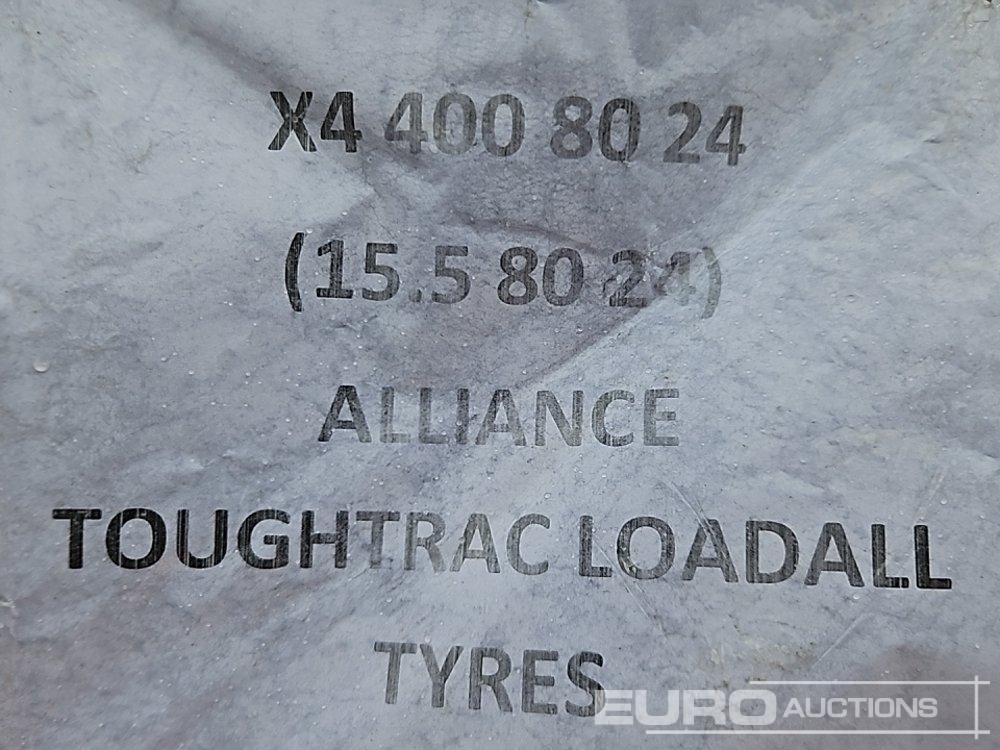 X4 400 80 24
(15.5 80 24)
ALLIANCE
TOUGHTRAC LOADALL
TYRES
EURO AUCTIONS